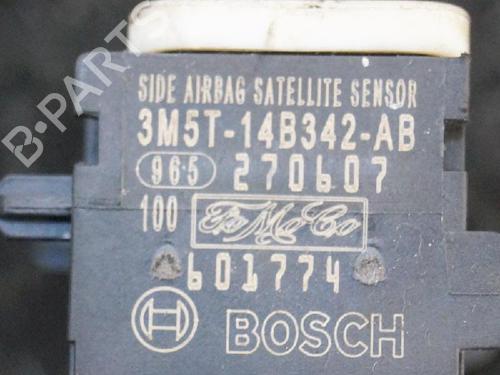 SIDE AIRBAG SATELLITE SENSOR
3M5T-14B342-AB
965 270607
100 FoMoCo
601774
BOSCH
B-PARTS